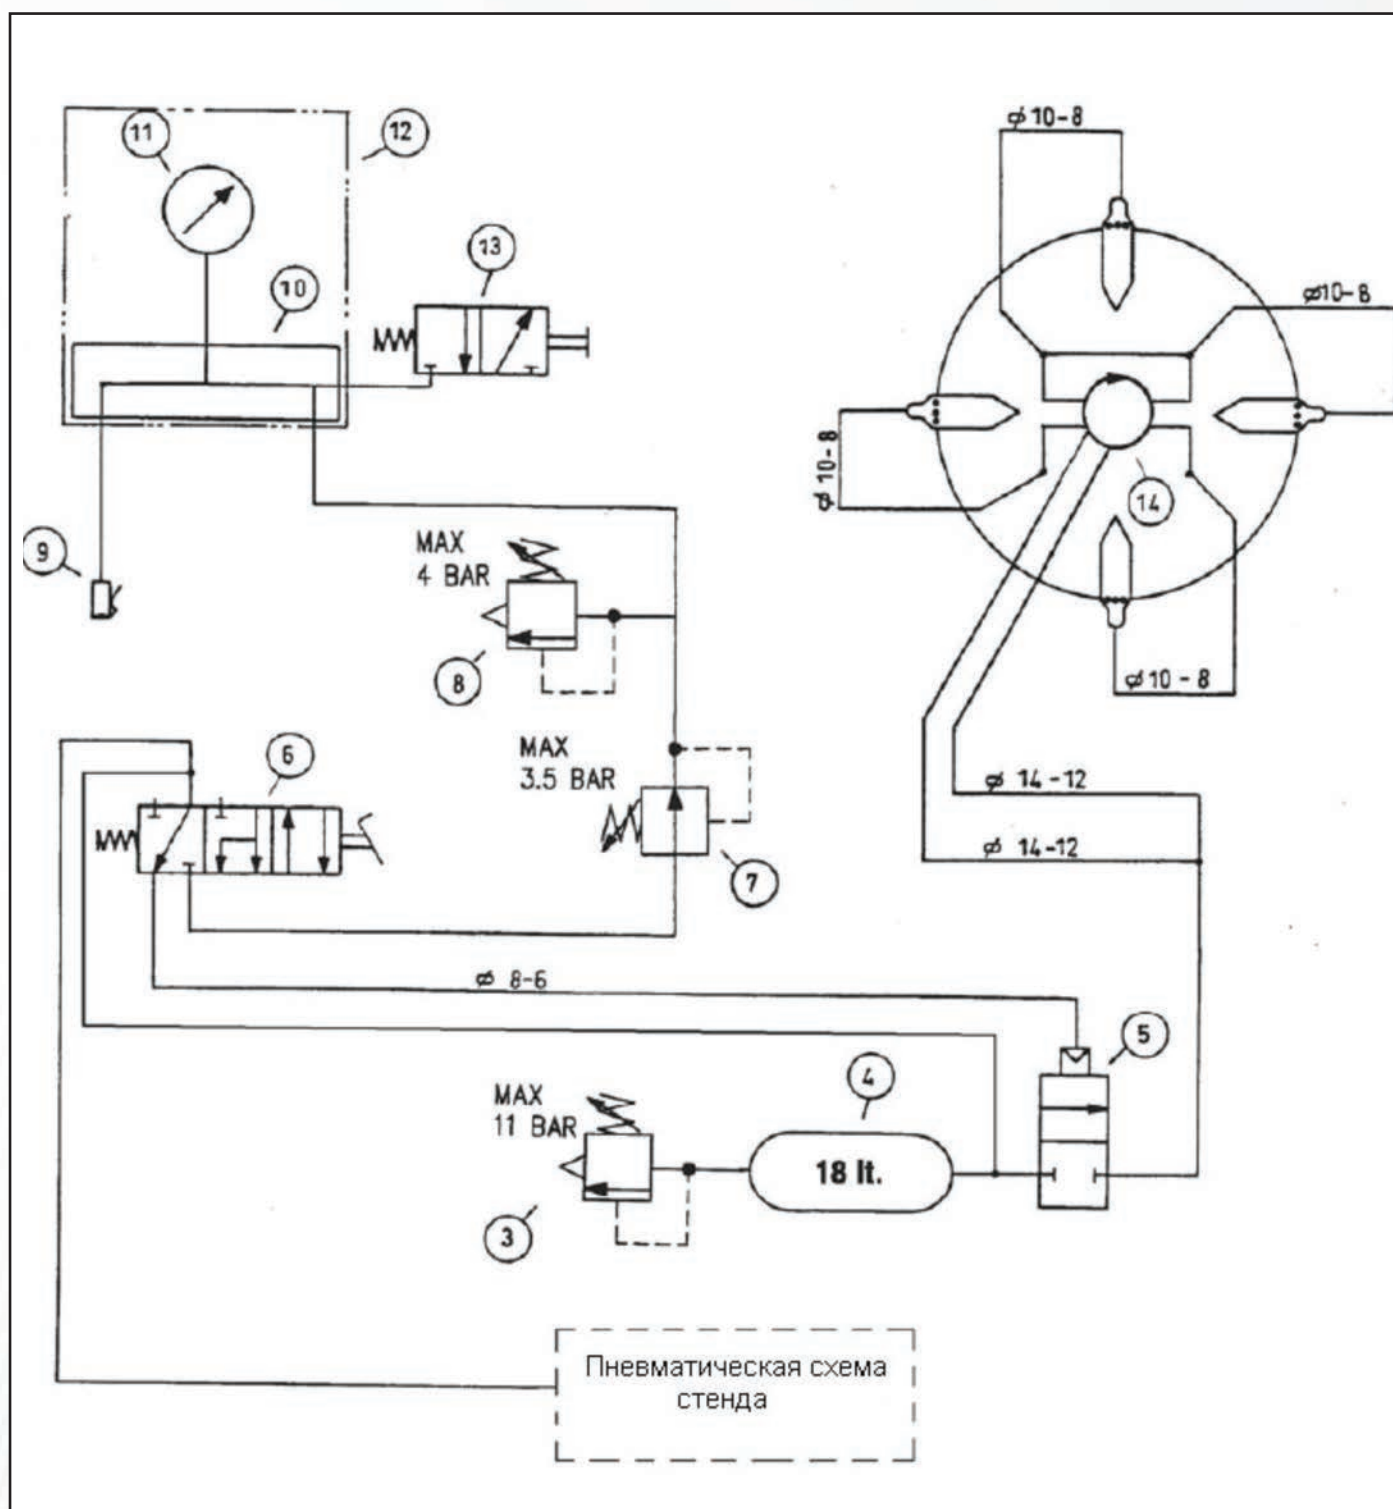 11
12
ϕ 10-8
13
10
ϕ10-8
ϕ 10-8
14
9
MAX
4 BAR
8
ϕ 10-8
6
MAX
3.5 BAR
7
ϕ 14-12
ϕ 14-12
ϕ 8-6
5
4
MAX
11 BAR
18 lt.
3
Пневматическая схема
стенда